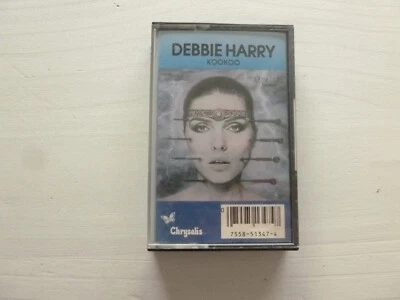 DEBBIE HARRY
KOOKOO
Chrysalis
7558-51347-4